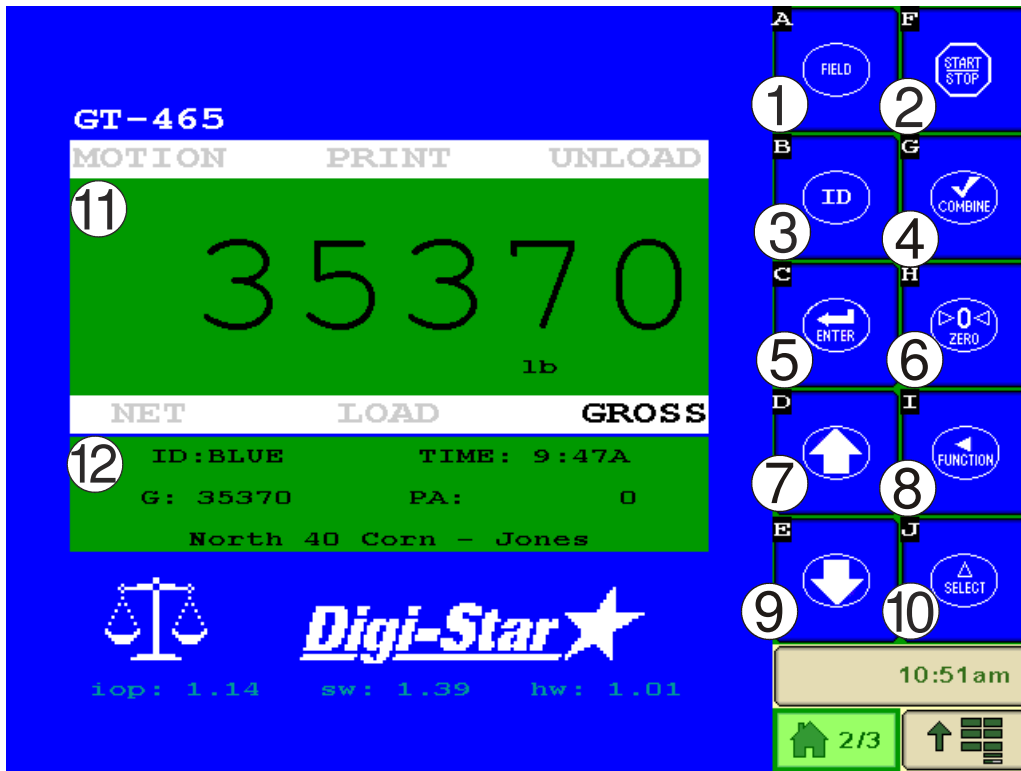 GT-465
MOTION PRINT UNLOAD
11
35370
lb
NET LOAD GROSS
12
ID:BLUE TIME: 9:47A
G: 35370 PA: 0
North 40 Corn - Jones
Digi-Star
iop: 1.14 sw: 1.39 hw: 1.01
A
FIELD
1
F
START
STOP
2
B
ID
3
G
COMBINE
4
C
ENTER
5
H
0
ZERO
6
D
7
I
FUNCTION
8
E
9
J
SELECT
10
10:51am
2/3